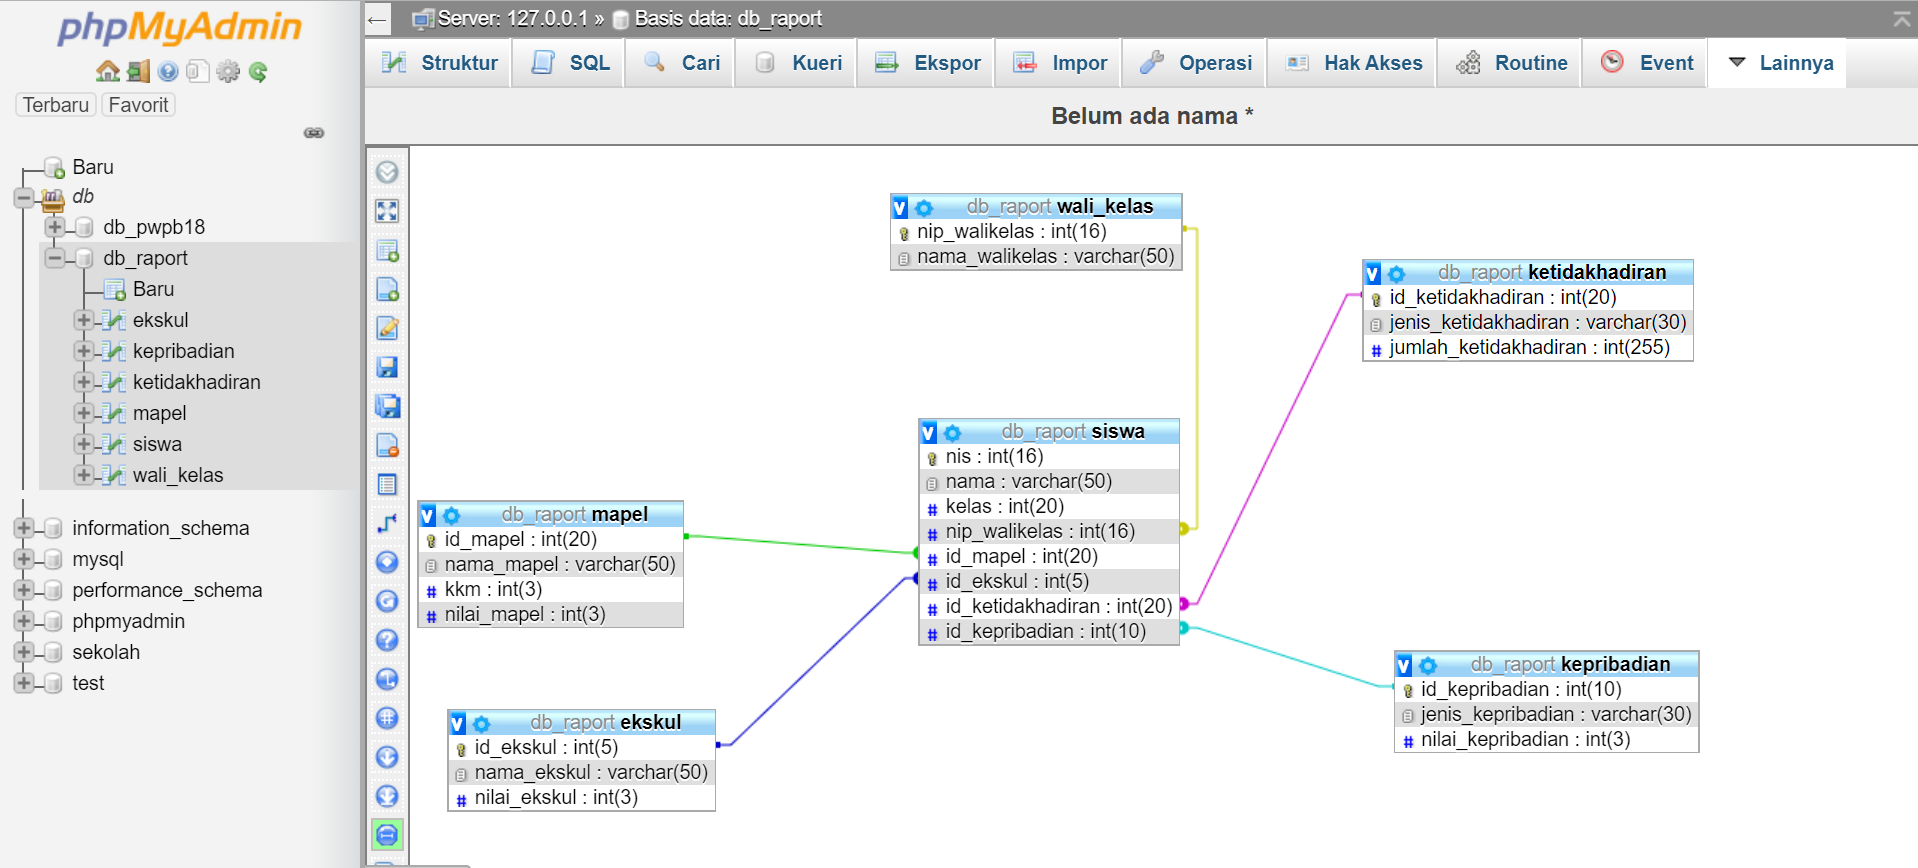 phpMyAdmin
Terbaru Favorit
Baru
db
db_pwpb18
db_raport
Baru
ekskul
kepribadian
ketidakhadiran
mapel
siswa
wali_kelas
information_schema
mysql
performance_schema
phpmyadmin
sekolah
test
Server: 127.0.0.1 » Basis data: db_raport
Struktur SQL Cari Kueri Ekspor Impor Operasi Hak Akses Routine Event Lainnya
Belum ada nama *
db_raport wali_kelas
nip_walikelas : int(16)
nama_walikelas : varchar(50)
db_raport ketidakhadiran
id_ketidakhadiran : int(20)
jenis_ketidakhadiran : varchar(30)
# jumlah_ketidakhadiran : int(255)
db_raport siswa
nis : int(16)
nama : varchar(50)
# kelas : int(20)
# nip_walikelas : int(16)
# id_mapel : int(20)
# id_ekskul : int(5)
# id_ketidakhadiran : int(20)
# id_kepribadian : int(10)
db_raport mapel
id_mapel : int(20)
nama_mapel : varchar(50)
# kkm : int(3)
# nilai_mapel : int(3)
db_raport kepribadian
id_kepribadian : int(10)
jenis_kepribadian : varchar(30)
# nilai_kepribadian : int(3)
db_raport ekskul
id_ekskul : int(5)
nama_ekskul : varchar(50)
# nilai_ekskul : int(3)